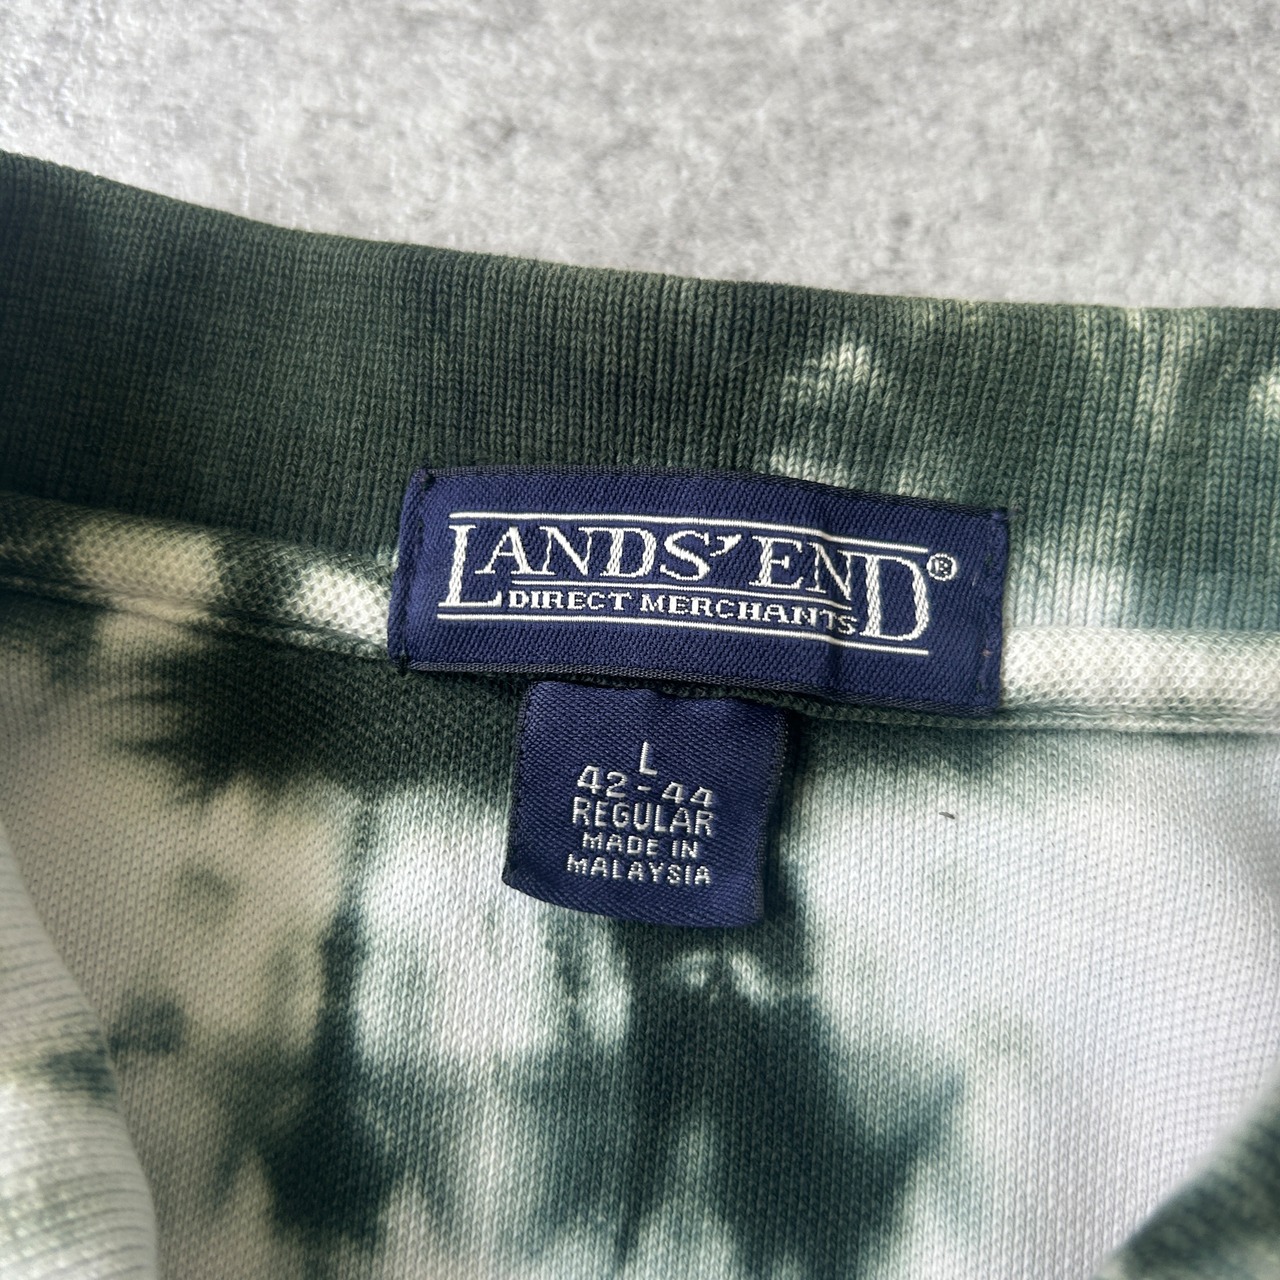 LANDS' END®
DIRECT MERCHANTS
L
42-44
REGULAR
MADE IN
MALAYSIA